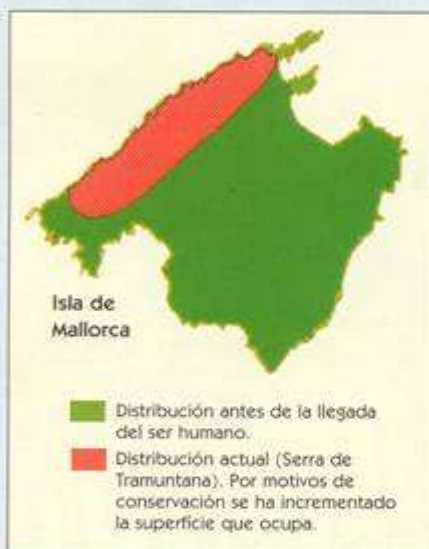 Isla de
Mallorca
Distribución antes de la llegada
del ser humano.
Distribución actual (Serra de
Tramuntana). Por motivos de
conservación se ha incrementado
la superficie que ocupa.